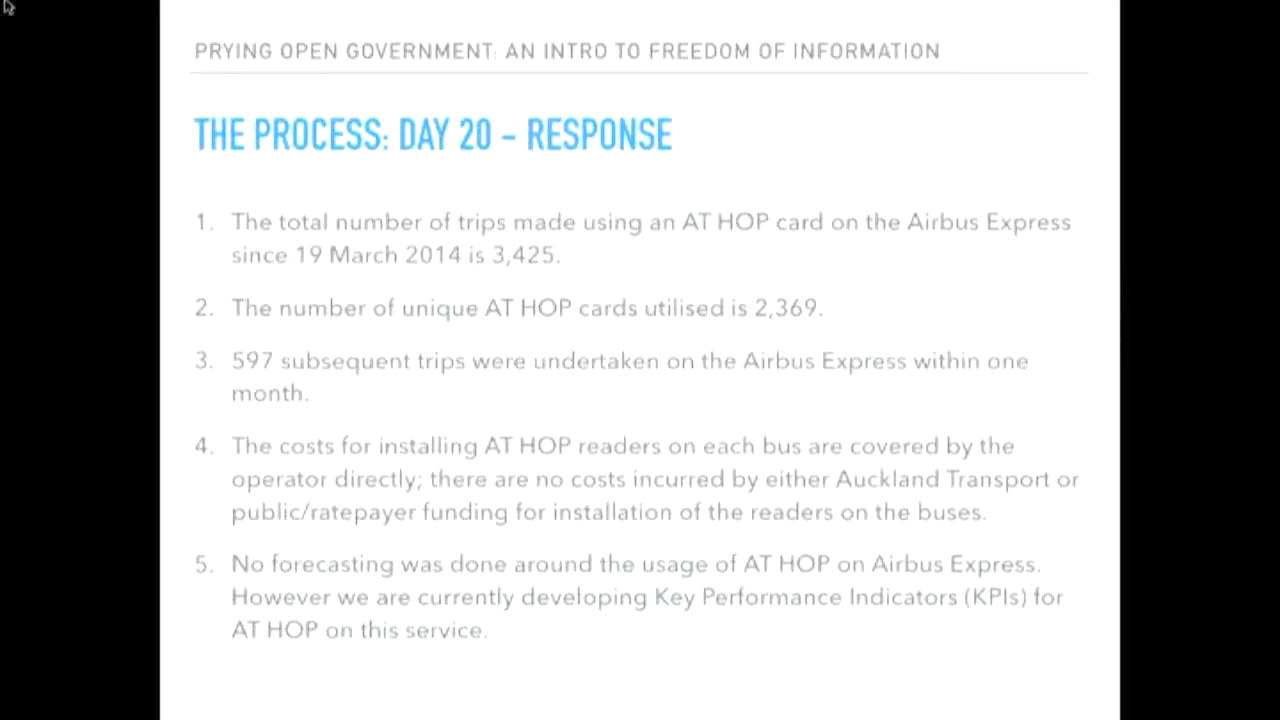 PRYING OPEN GOVERNMENT: AN INTRO TO FREEDOM OF INFORMATION
THE PROCESS: DAY 20 – RESPONSE
1. The total number of trips made using an AT HOP card on the Airbus Express
since 19 March 2014 is 3,425.
2. The number of unique AT HOP cards utilised is 2,369.
3. 597 subsequent trips were undertaken on the Airbus Express within one
month.
4. The costs for installing AT HOP readers on each bus are covered by the
operator directly; there are no costs incurred by either Auckland Transport or
public/ratepayer funding for installation of the readers on the buses.
5. No forecasting was done around the usage of AT HOP on Airbus Express.
However we are currently developing Key Performance Indicators (KPIs) for
AT HOP on this service.